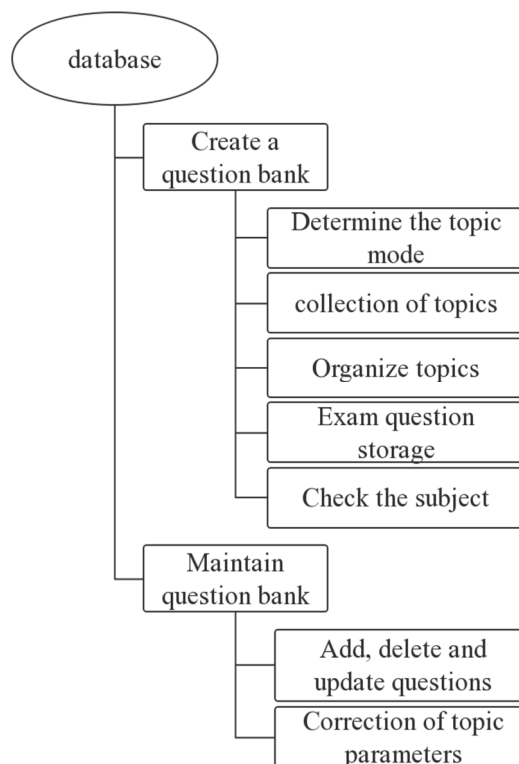 database
Create a
question bank
Determine the topic
mode
collection of topics
Organize topics
Exam question
storage
Check the subject
Maintain
question bank
Add, delete and
update questions
Correction of topic
parameters